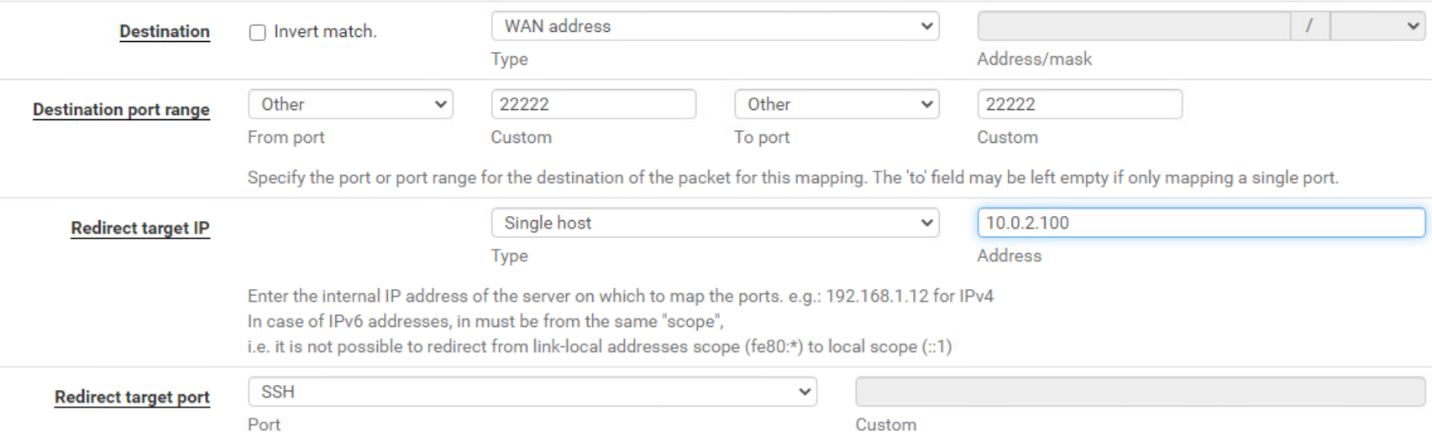 Destination Invert match. WAN address /
Type Address/mask
Destination port range Other 22222 Other 22222
From port Custom To port Custom
Specify the port or port range for the destination of the packet for this mapping. The 'to' field may be left empty if only mapping a single port.
Redirect target IP Single host 10.0.2.100
Type Address
Enter the internal IP address of the server on which to map the ports. e.g.: 192.168.1.12 for IPv4
In case of IPv6 addresses, in must be from the same "scope",
i.e. it is not possible to redirect from link-local addresses scope (fe80:*) to local scope (::1)
Redirect target port SSH
Port Custom